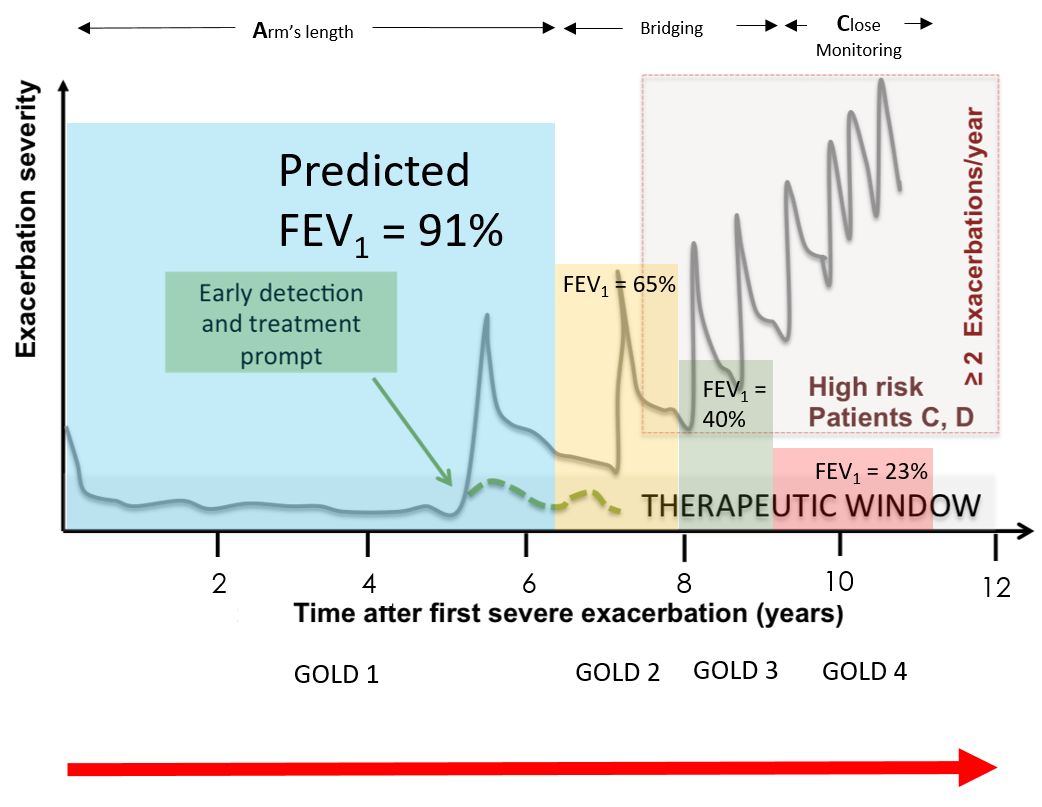 Arm's length
Bridging
Close
Monitoring
Exacerbation severity
Predicted
FEV1 = 91%
Early detection
and treatment
prompt
FEV1 = 65%
FEV1 =
40%
≥ 2 Exacerbations/year
High risk
Patients C, D
FEV1 = 23%
THERAPEUTIC WINDOW
2
4
6
8
10
12
Time after first severe exacerbation (years)
GOLD 1
GOLD 2
GOLD 3
GOLD 4